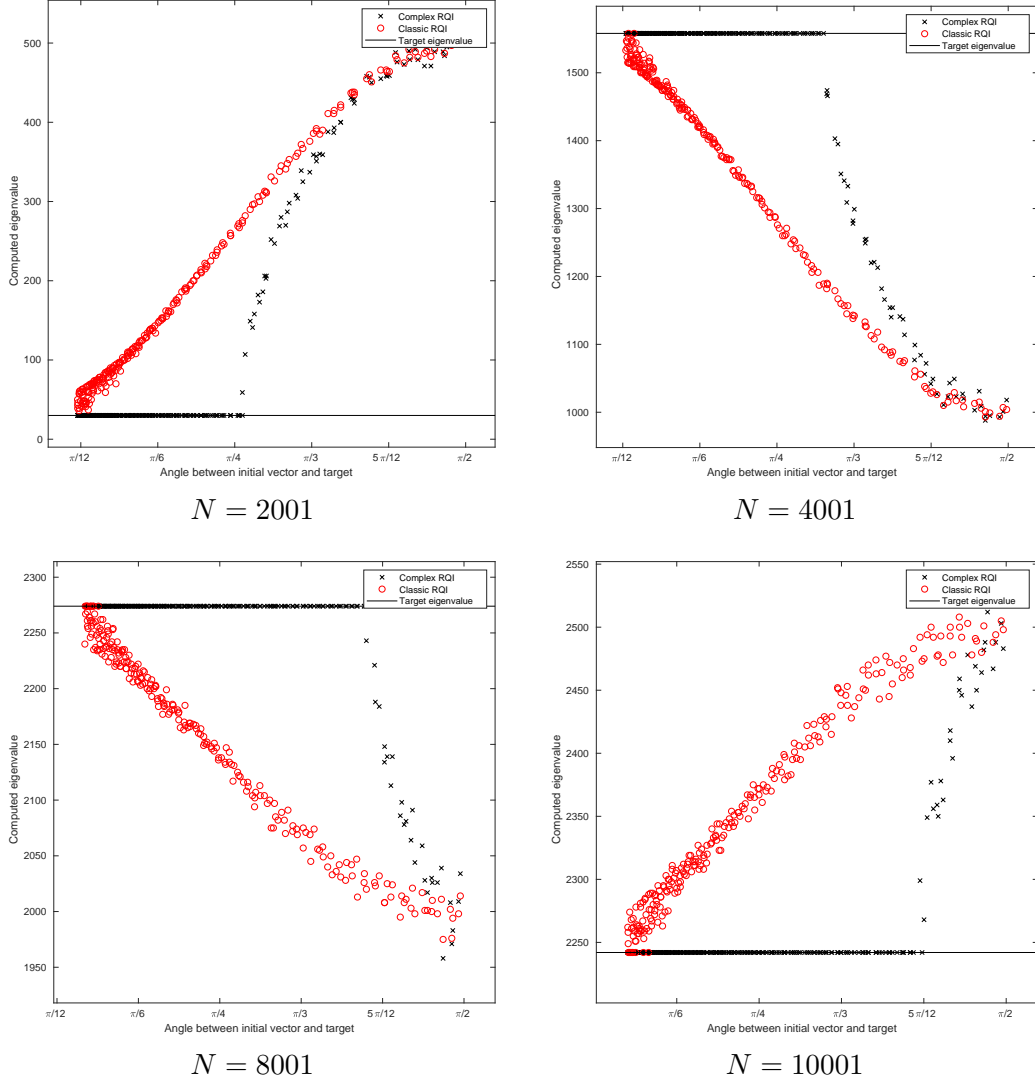 Complex RQI
Classic RQI
Target eigenvalue
500
400
300
200
100
0
Computed eigenvalue
π/12 π/6 π/4 π/3 5 π/12 π/2
Angle between initial vector and target
N = 2001
Complex RQI
Classic RQI
Target eigenvalue
1500
1400
1300
1200
1100
1000
Computed eigenvalue
π/12 π/6 π/4 π/3 5 π/12 π/2
Angle between initial vector and target
N = 4001
Complex RQI
Classic RQI
Target eigenvalue
2300
2250
2200
2150
2100
2050
2000
1950
Computed eigenvalue
π/12 π/6 π/4 π/3 5 π/12 π/2
Angle between initial vector and target
N = 8001
Complex RQI
Classic RQI
Target eigenvalue
2550
2500
2450
2400
2350
2300
2250
Computed eigenvalue
π/6 π/4 π/3 5 π/12 π/2
Angle between initial vector and target
N = 10001